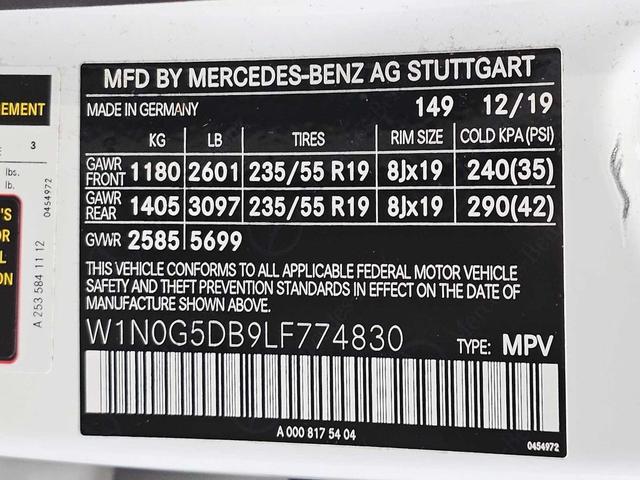 MFD BY MERCEDES-BENZ AG STUTTGART
MADE IN GERMANY 149 12/19
KG LB TIRES RIM SIZE COLD KPA(PSI)
GAWR FRONT 1180 2601 235/55 R19 8Jx19 240(35)
GAWR REAR 1405 3097 235/55 R19 8Jx19 290(42)
GVWR 2585 5699
THIS VEHICLE CONFORMS TO ALL APPLICABLE FEDERAL MOTOR VEHICLE
SAFETY AND THEFT PREVENTION STANDARDS IN EFFECT ON THE DATE
OF MANUFACTURE SHOWN ABOVE.
W1N0G5DB9LF774830 TYPE: MPV
A 000 817 54 04
0454972
3
lbs.
lb.
0454972
A 253 584 11 12